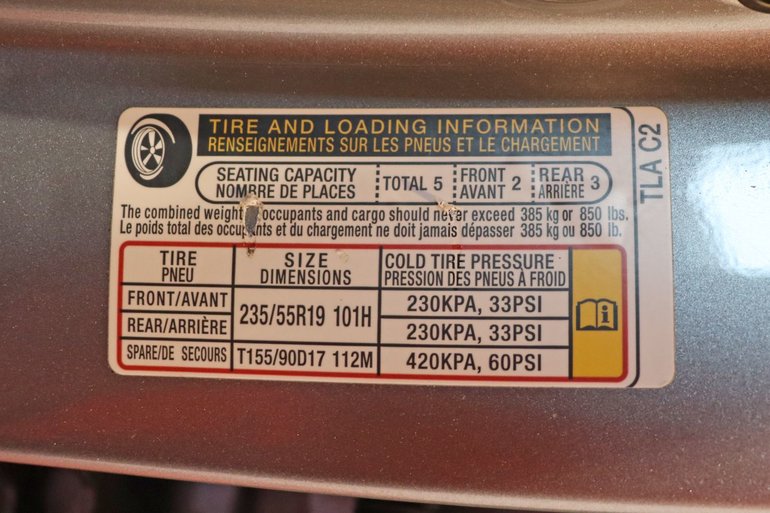 TIRE AND LOADING INFORMATION
RENSEIGNEMENTS SUR LES PNEUS ET LE CHARGEMENT
SEATING CAPACITY
NOMBRE DE PLACES
TOTAL 5
FRONT
AVANT 2
REAR
ARRIÈRE 3
The combined weight occupants and cargo should never exceed 385 kg or 850 lbs.
Le poids total des occupants et du chargement ne doit jamais dépasser 385 kg ou 850 lb.
TIRE
PNEU
SIZE
DIMENSIONS
COLD TIRE PRESSURE
PRESSION DES PNEUS À FROID
FRONT/AVANT
235/55R19 101H
230KPA, 33PSI
REAR/ARRIÈRE
230KPA, 33PSI
SPARE/DE SECOURS
T155/90D17 112M
420KPA, 60PSI
TLA C2